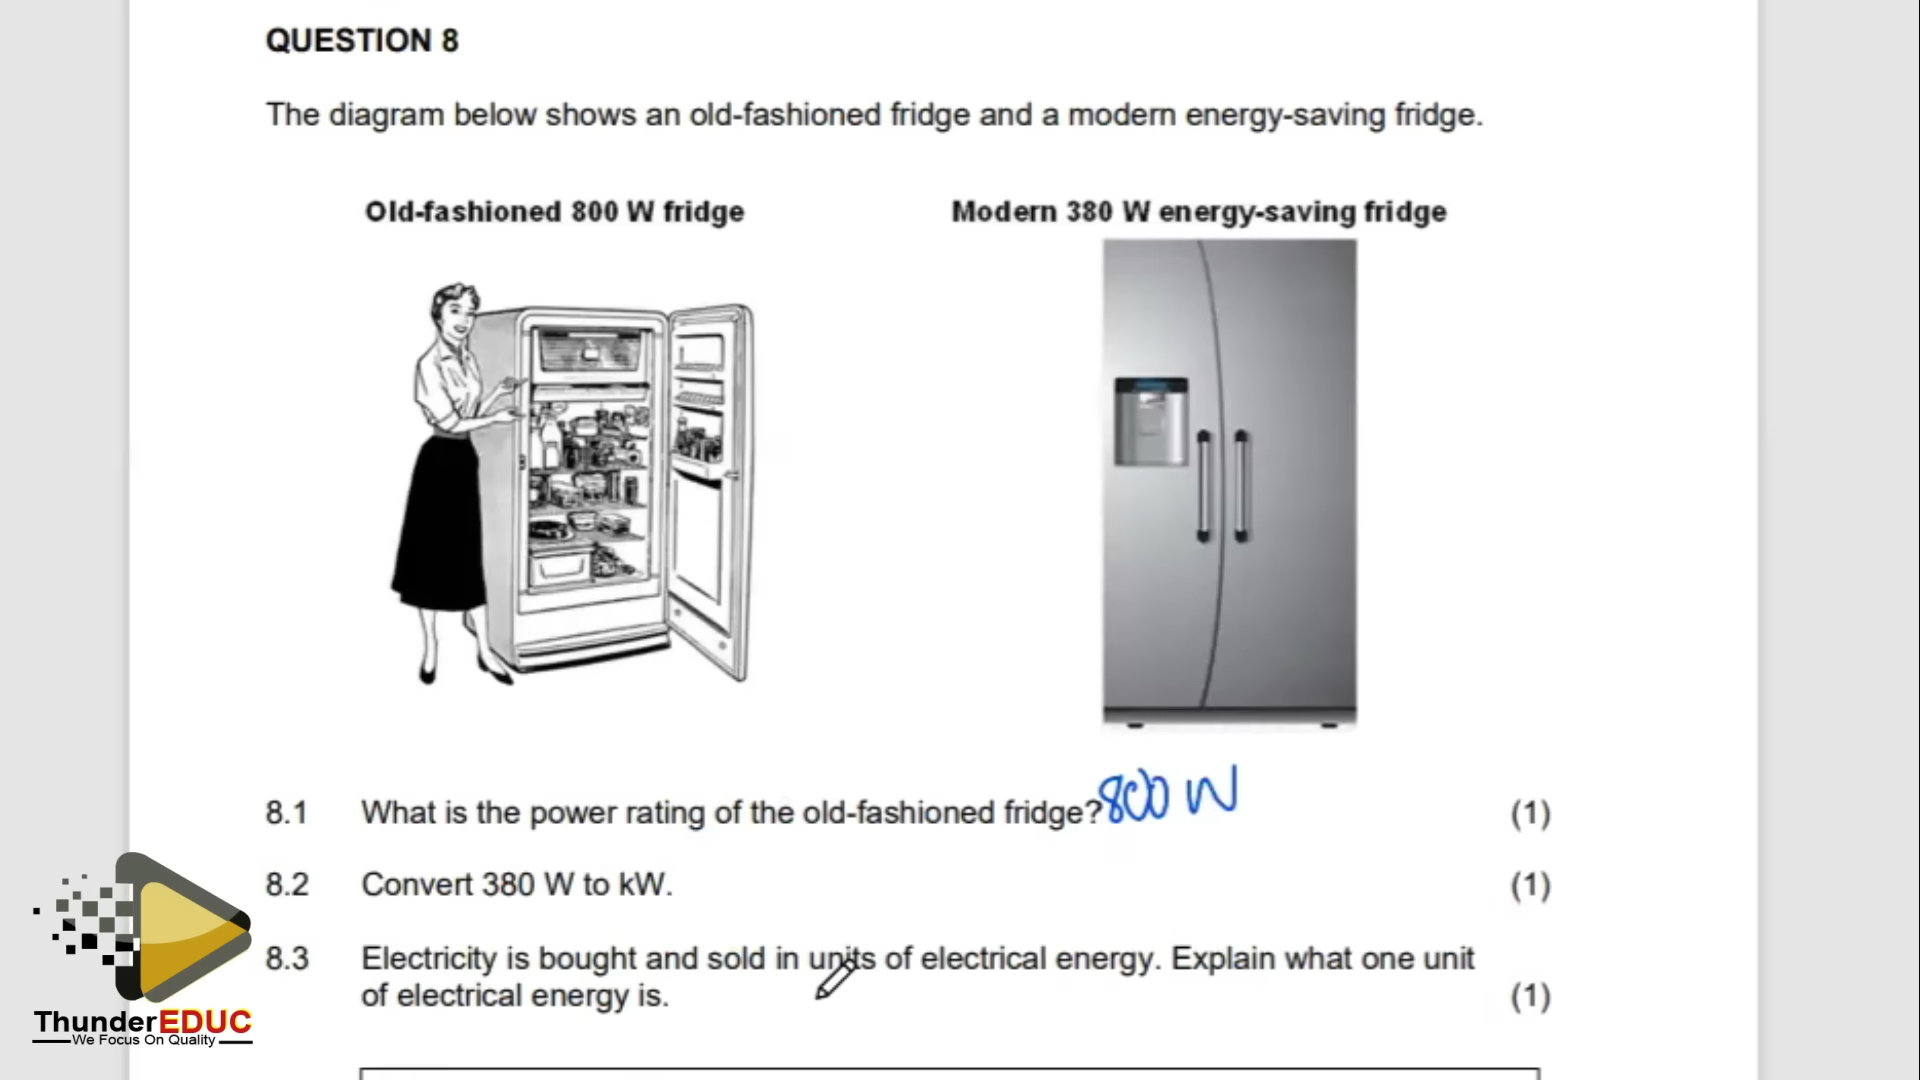 QUESTION 8
The diagram below shows an old-fashioned fridge and a modern energy-saving fridge.
Old-fashioned 800 W fridge
Modern 380 W energy-saving fridge
8.1 What is the power rating of the old-fashioned fridge? 800 W (1)
8.2 Convert 380 W to kW. (1)
8.3 Electricity is bought and sold in units of electrical energy. Explain what one unit
of electrical energy is. (1)
ThunderEDUC
We Focus On Quality